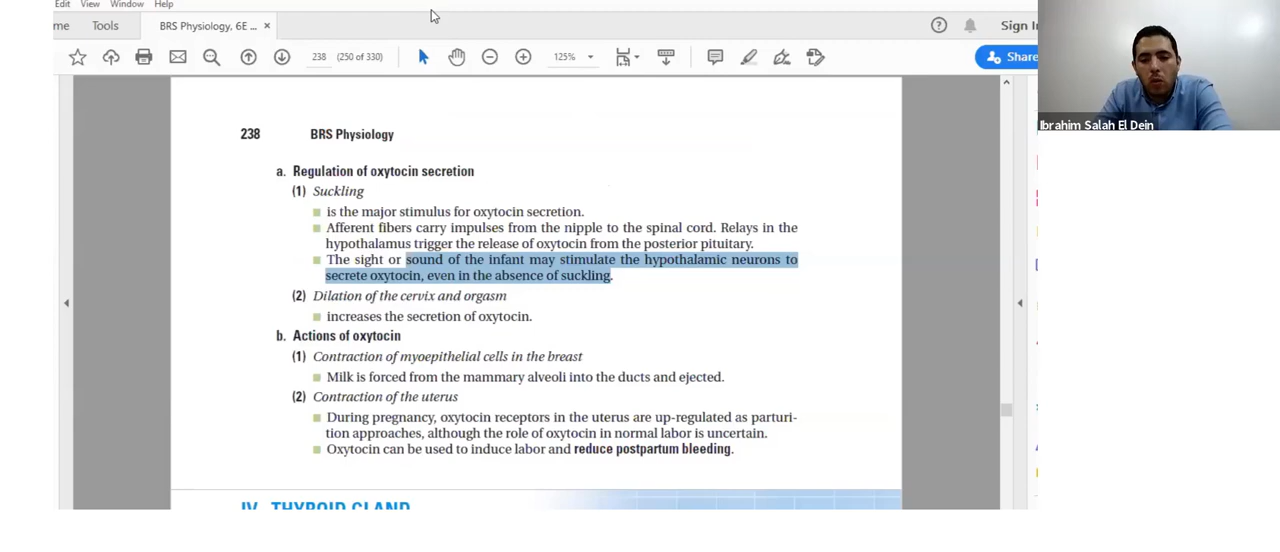 Edit View Window Help
me Tools BRS Physiology, 6E ... × Sign In
238 (250 of 330) 125% Share
Ibrahim Salah El Dein
238 BRS Physiology
a. Regulation of oxytocin secretion
(1) Suckling
■ is the major stimulus for oxytocin secretion.
■ Afferent fibers carry impulses from the nipple to the spinal cord. Relays in the
hypothalamus trigger the release of oxytocin from the posterior pituitary.
■ The sight or sound of the infant may stimulate the hypothalamic neurons to
secrete oxytocin, even in the absence of suckling.
(2) Dilation of the cervix and orgasm
■ increases the secretion of oxytocin.
b. Actions of oxytocin
(1) Contraction of myoepithelial cells in the breast
■ Milk is forced from the mammary alveoli into the ducts and ejected.
(2) Contraction of the uterus
■ During pregnancy, oxytocin receptors in the uterus are up-regulated as parturi-
tion approaches, although the role of oxytocin in normal labor is uncertain.
■ Oxytocin can be used to induce labor and reduce postpartum bleeding.
IV. THYROID GLAND